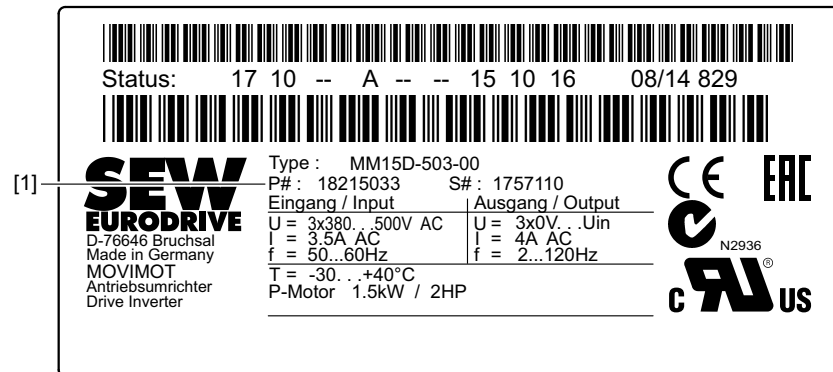 Status: 17 10 -- A -- -- 15 10 16 08/14 829
[1]
SEW
EURODRIVE
D-76646 Bruchsal
Made in Germany
MOVIMOT
Antriebsumrichter
Drive Inverter
Type : MM15D-503-00
P# : 18215033 S# : 1757110
Eingang / Input
U = 3x380. . .500V AC
I = 3.5A AC
f = 50...60Hz
Ausgang / Output
U = 3x0V. . .Uin
I = 4A AC
f = 2...120Hz
T = -30. . .+40°C
P-Motor 1.5kW / 2HP
CE EAC
N2936
c RU ® US